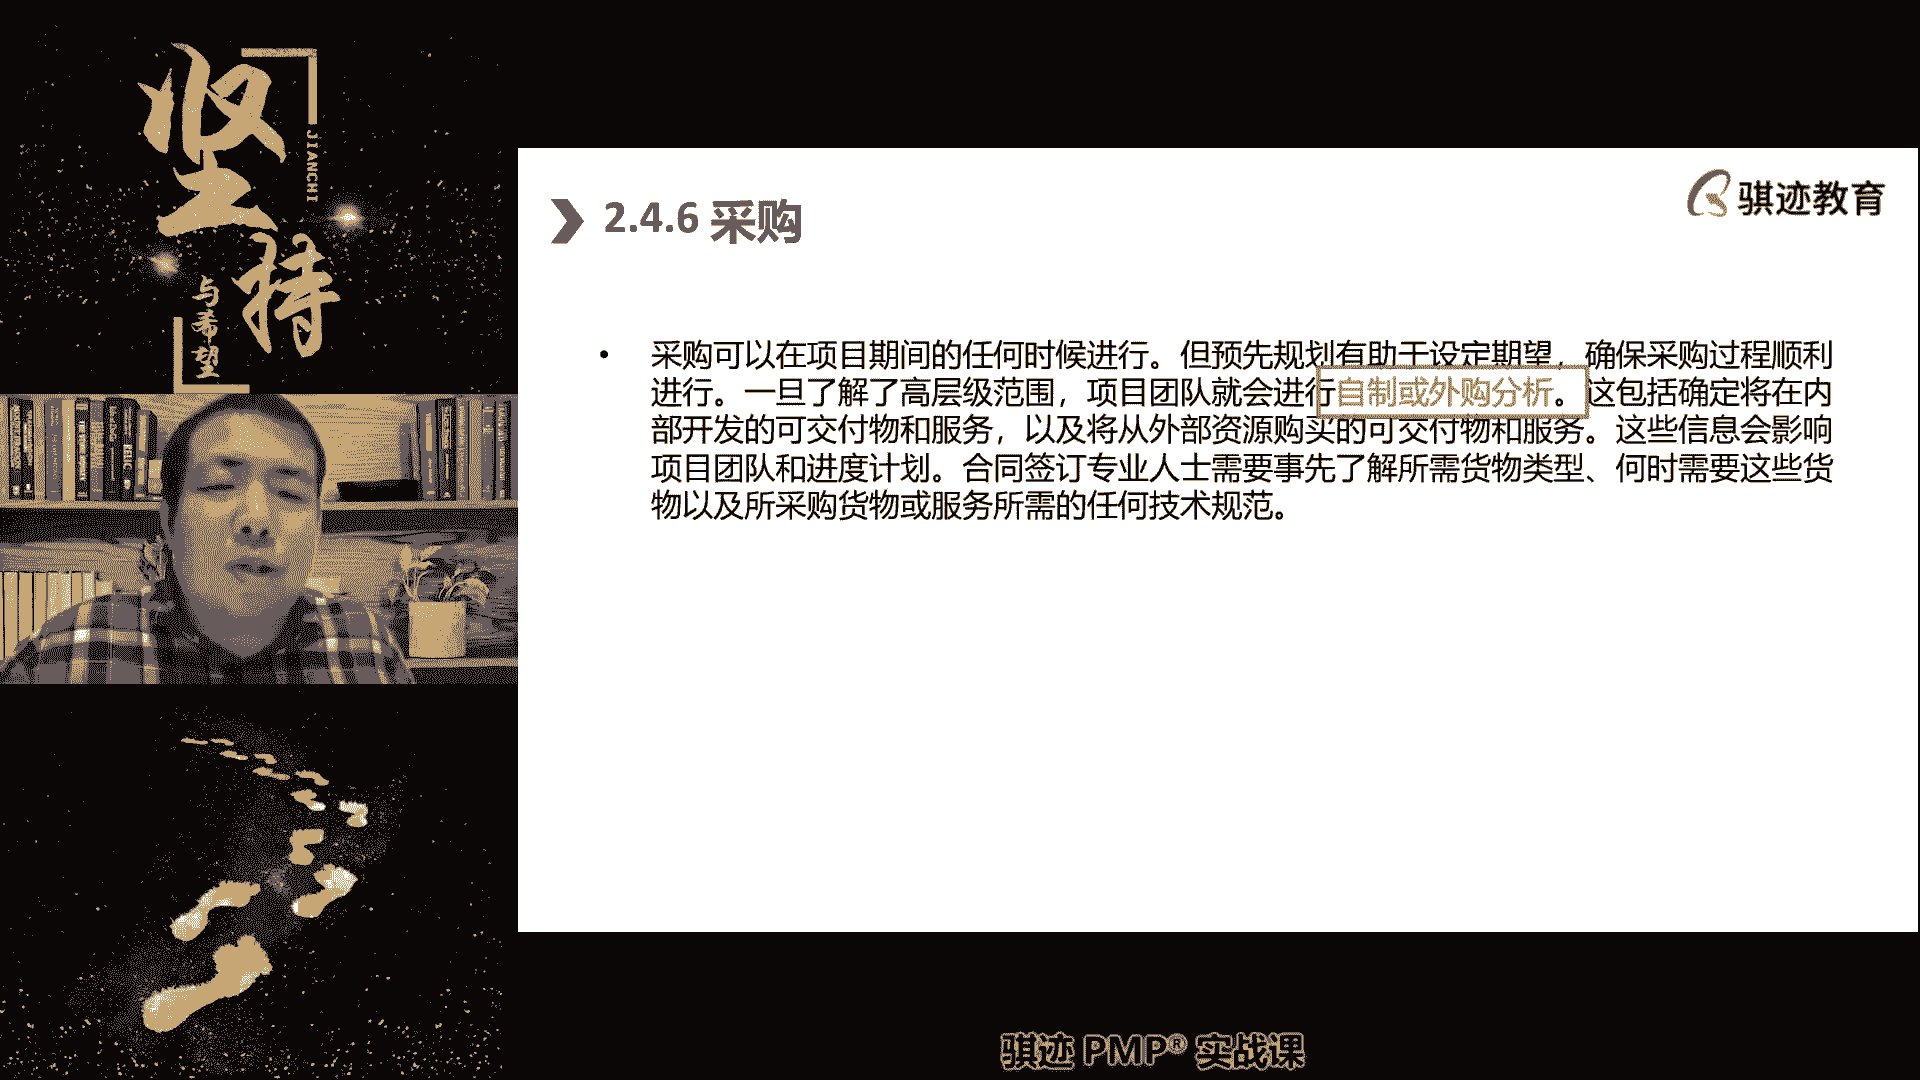 坚持
JIANCHI
与希望
骐迹教育
2.4.6 采购
• 采购可以在项目期间的任何时候进行。但预先规划有助于设定期望，确保采购过程顺利
进行。一旦了解了高层级范围，项目团队就会进行自制或外购分析。这包括确定将在内
部开发的可交付物和服务，以及将从外部资源购买的可交付物和服务。这些信息会影响
项目团队和进度计划。合同签订专业人士需要事先了解所需货物类型、何时需要这些货
物以及所采购货物或服务所需的任何技术规范。
骐迹 PMP® 实战课